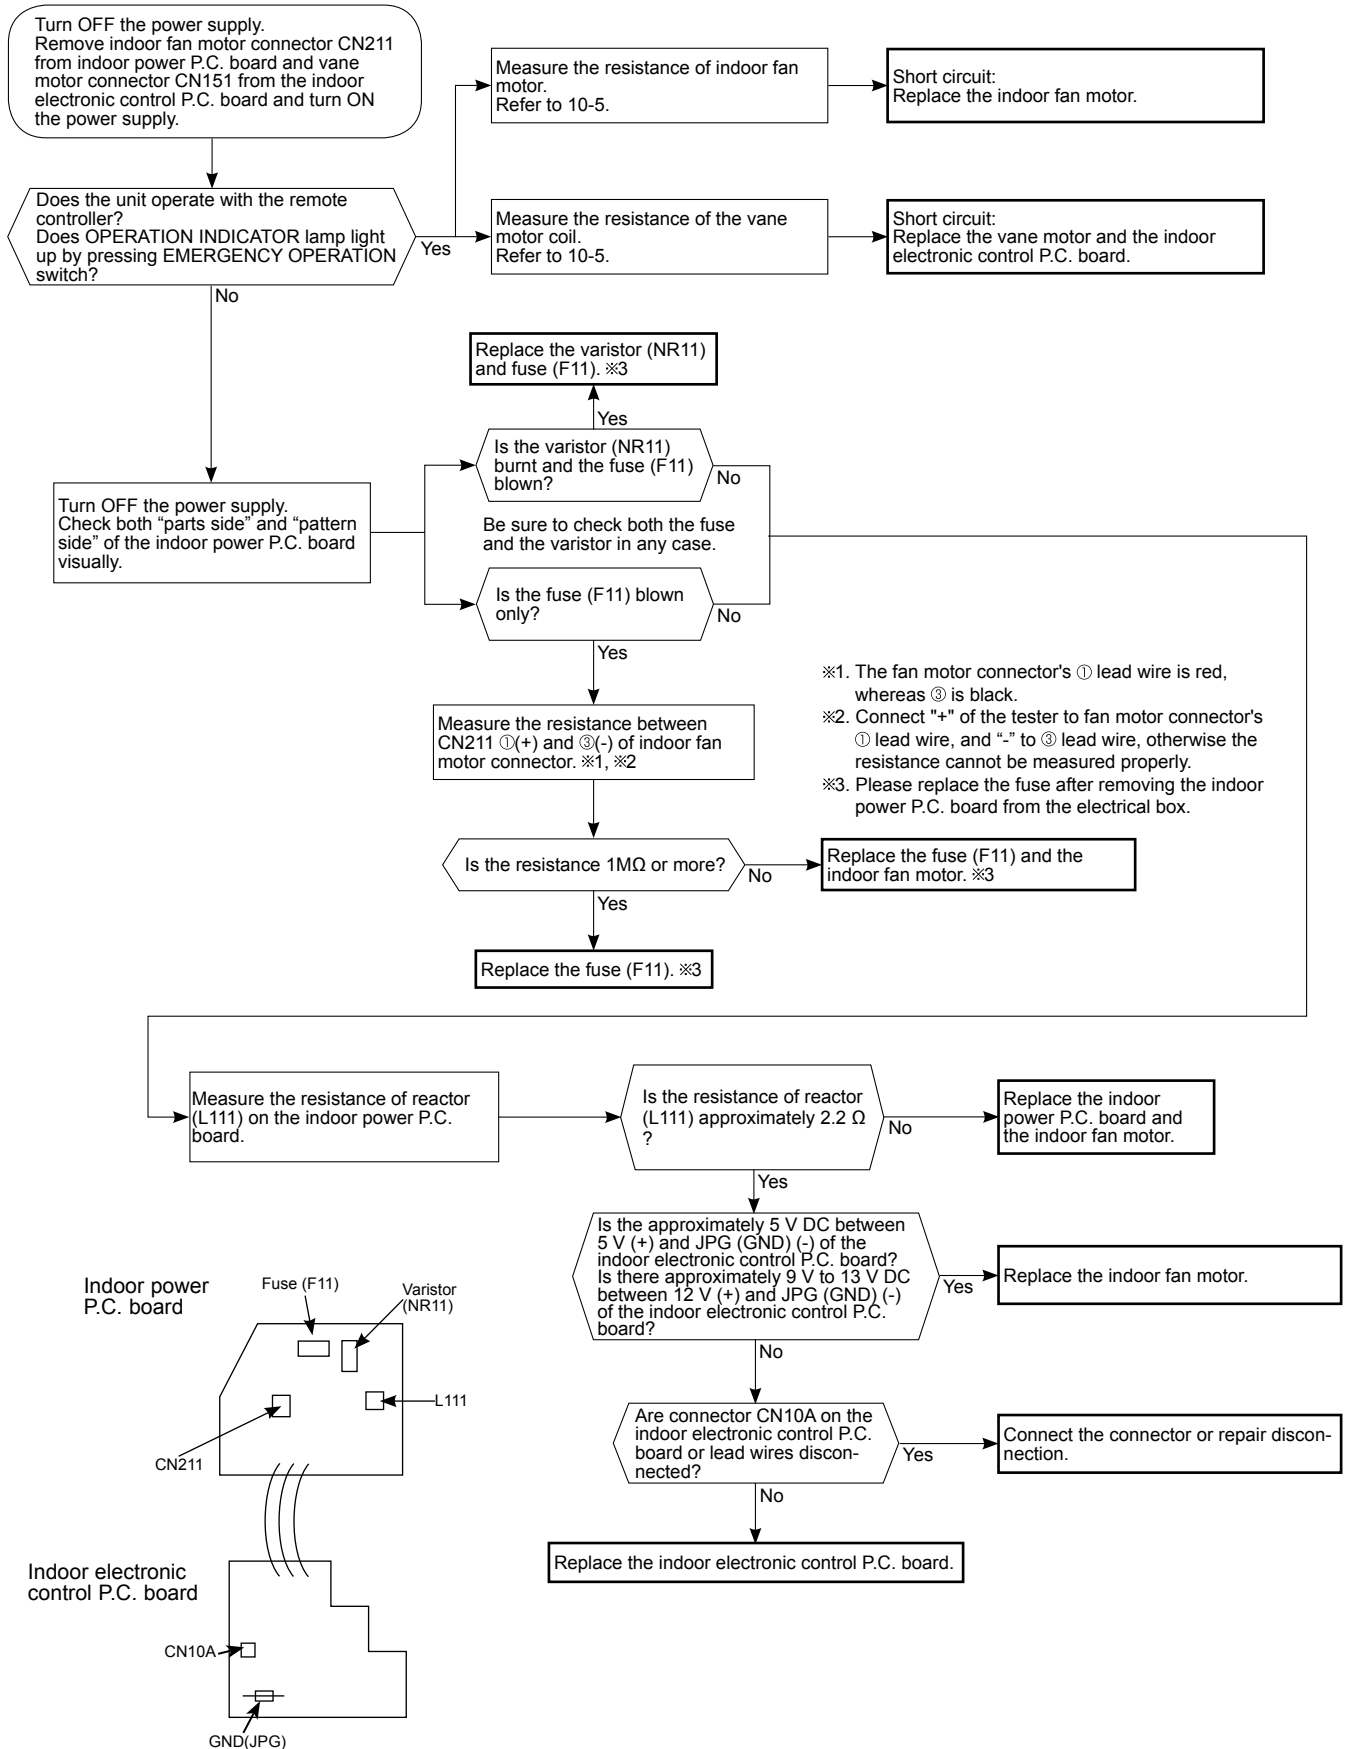 Turn OFF the power supply.
Remove indoor fan motor connector CN211
from indoor power P.C. board and vane
motor connector CN151 from the indoor
electronic control P.C. board and turn ON
the power supply.
Measure the resistance of indoor fan
motor.
Refer to 10-5.
Short circuit:
Replace the indoor fan motor.
Does the unit operate with the remote
controller?
Does OPERATION INDICATOR lamp light
up by pressing EMERGENCY OPERATION
switch?
Yes
Measure the resistance of the vane
motor coil.
Refer to 10-5.
Short circuit:
Replace the vane motor and the indoor
electronic control P.C. board.
No
Replace the varistor (NR11)
and fuse (F11). ※3
Yes
Is the varistor (NR11)
burnt and the fuse (F11)
blown?
No
Turn OFF the power supply.
Check both “parts side” and “pattern
side” of the indoor power P.C. board
visually.
Be sure to check both the fuse
and the varistor in any case.
Is the fuse (F11) blown
only?
No
Yes
※1. The fan motor connector's ① lead wire is red,
whereas ③ is black.
※2. Connect "+" of the tester to fan motor connector's
① lead wire, and “-” to ③ lead wire, otherwise the
resistance cannot be measured properly.
※3. Please replace the fuse after removing the indoor
power P.C. board from the electrical box.
Measure the resistance between
CN211 ①(+) and ③(-) of indoor fan
motor connector. ※1, ※2
Is the resistance 1MΩ or more?
No
Replace the fuse (F11) and the
indoor fan motor. ※3
Yes
Replace the fuse (F11). ※3
Measure the resistance of reactor
(L111) on the indoor power P.C.
board.
Is the resistance of reactor
(L111) approximately 2.2 Ω
?
No
Replace the indoor
power P.C. board and
the indoor fan motor.
Yes
Is the approximately 5 V DC between
5 V (+) and JPG (GND) (-) of the
indoor electronic control P.C. board?
Is there approximately 9 V to 13 V DC
between 12 V (+) and JPG (GND) (-)
of the indoor electronic control P.C.
board?
Yes
Replace the indoor fan motor.
No
Are connector CN10A on the
indoor electronic control P.C.
board or lead wires discon-
nected?
Yes
Connect the connector or repair discon-
nection.
No
Replace the indoor electronic control P.C. board.
Indoor power
P.C. board
Fuse (F11)
Varistor
(NR11)
L111
CN211
Indoor electronic
control P.C. board
CN10A
GND(JPG)